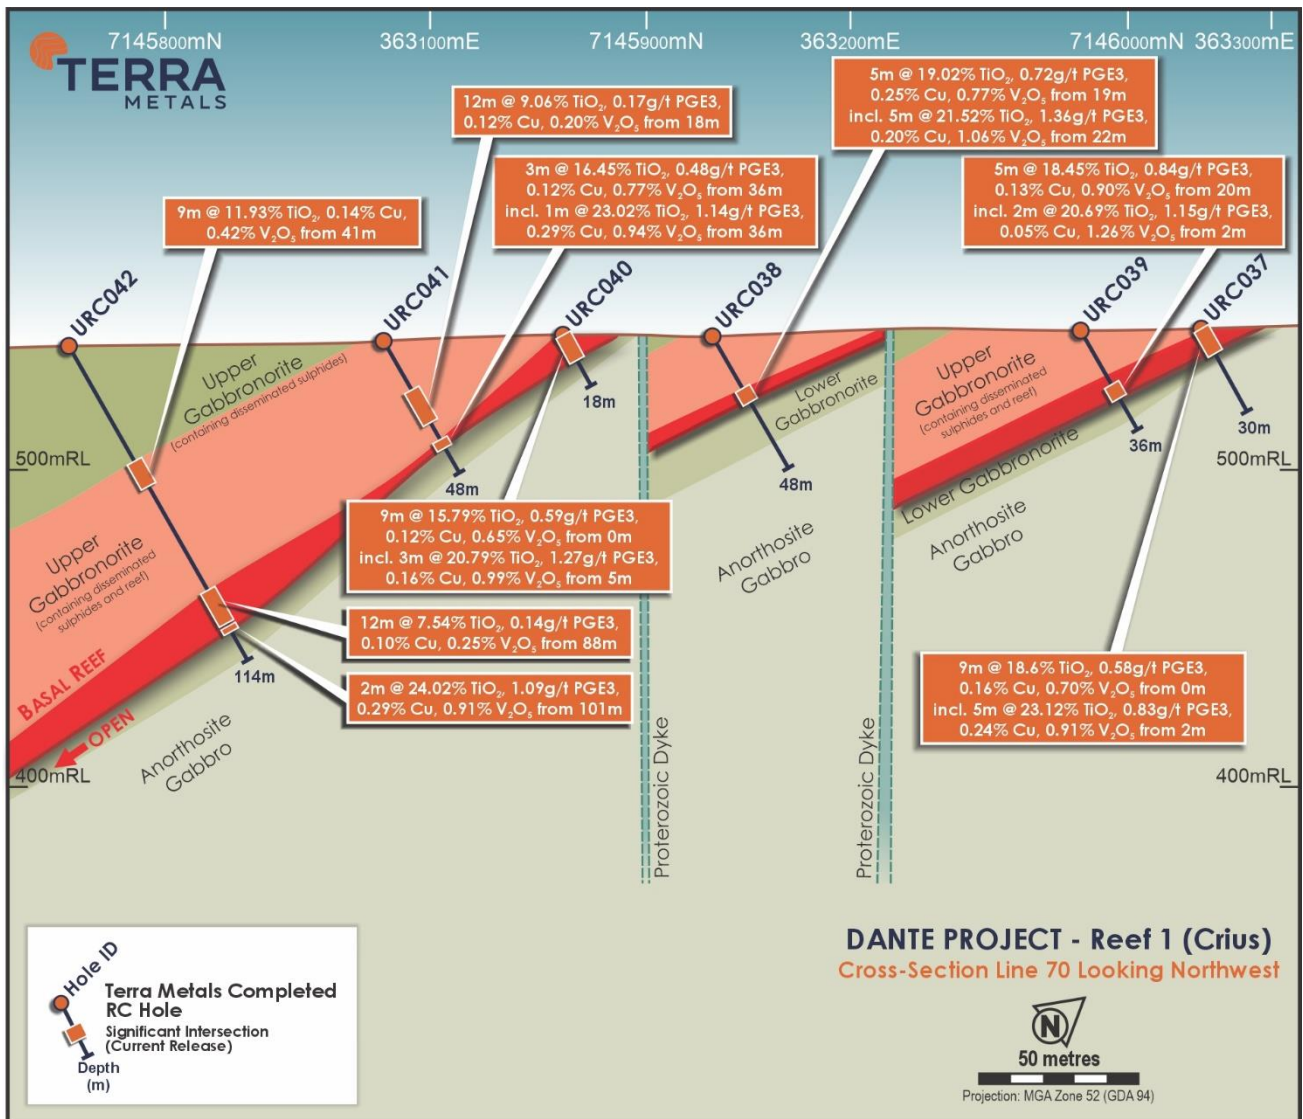 7145800mN
363100mE
7145900mN
363200mE
7146000mN
363300mE
TERRA
METALS
12m @ 9.06% TiO₂, 0.17g/t PGE3,
0.12% Cu, 0.20% V₂O₅ from 18m
5m @ 19.02% TiO₂, 0.72g/t PGE3,
0.25% Cu, 0.77% V₂O₅ from 19m
incl. 5m @ 21.52% TiO₂, 1.36g/t PGE3,
0.20% Cu, 1.06% V₂O₅ from 22m
3m @ 16.45% TiO₂, 0.48g/t PGE3,
0.12% Cu, 0.77% V₂O₅ from 36m
incl. 1m @ 23.02% TiO₂, 1.14g/t PGE3,
0.29% Cu, 0.94% V₂O₅ from 36m
5m @ 18.45% TiO₂, 0.84g/t PGE3,
0.13% Cu, 0.90% V₂O₅ from 20m
incl. 2m @ 20.69% TiO₂, 1.15g/t PGE3,
0.05% Cu, 1.26% V₂O₅ from 2m
9m @ 11.93% TiO₂, 0.14% Cu,
0.42% V₂O₅ from 41m
URC042
URC041
URC040
URC038
URC039
URC037
Upper
Gabbronorite
(containing disseminated sulphides)
18m
Lower
Gabbronorite
Upper
Gabbronorite
(containing disseminated
sulphides and reef)
36m
30m
500mRL
500mRL
48m
48m
Lower Gabbronorite
Anorthosite
Gabbro
Anorthosite
Gabbro
9m @ 15.79% TiO₂, 0.59g/t PGE3,
0.12% Cu, 0.65% V₂O₅ from 0m
incl. 3m @ 20.79% TiO₂, 1.27g/t PGE3,
0.16% Cu, 0.99% V₂O₅ from 5m
Upper
Gabbronorite
(containing disseminated
sulphides and reef)
12m @ 7.54% TiO₂, 0.14g/t PGE3,
0.10% Cu, 0.25% V₂O₅ from 88m
114m
2m @ 24.02% TiO₂, 1.09g/t PGE3,
0.29% Cu, 0.91% V₂O₅ from 101m
9m @ 18.6% TiO₂, 0.58g/t PGE3,
0.16% Cu, 0.70% V₂O₅ from 0m
incl. 5m @ 23.12% TiO₂, 0.83g/t PGE3,
0.24% Cu, 0.91% V₂O₅ from 2m
BASAL REEF
OPEN
Anorthosite
Gabbro
400mRL
400mRL
Proterozoic Dyke
Proterozoic Dyke
Hole ID
Terra Metals Completed
RC Hole
Significant Intersection
(Current Release)
Depth
(m)
DANTE PROJECT - Reef 1 (Crius)
Cross-Section Line 70 Looking Northwest
N
50 metres
Projection: MGA Zone 52 (GDA 94)